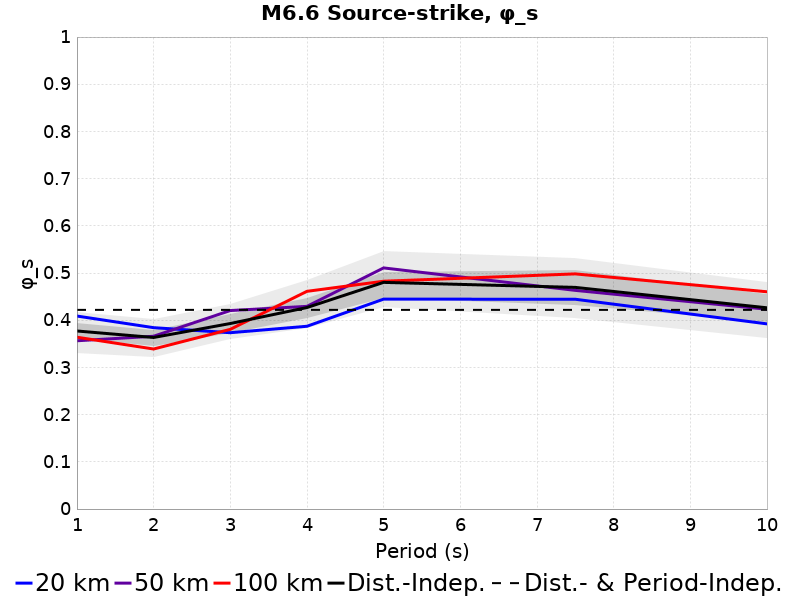 M6.6 Source-strike, φ_s
1
0.9
0.8
0.7
0.6
0.5
0.4
0.3
0.2
0.1
0
φ_s
1 2 3 4 5 6 7 8 9 10
Period (s)
20 km 50 km 100 km Dist.-Indep. Dist.- & Period-Indep.